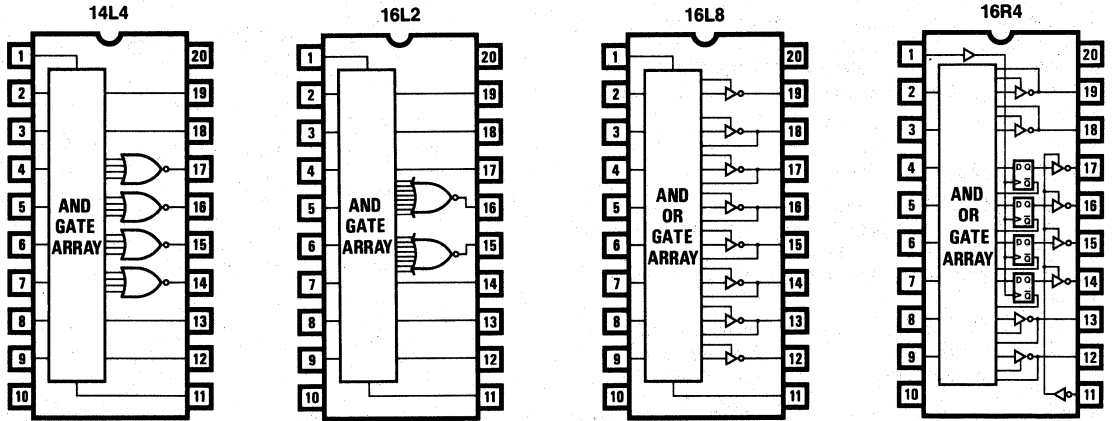 14L4
1 20
2 19
3 18
4 17
5 16
6 15
7 14
8 13
9 12
10 11
AND
GATE
ARRAY
16L2
1 20
2 19
3 18
4 17
5 16
6 15
7 14
8 13
9 12
10 11
AND
GATE
ARRAY
16L8
1 20
2 19
3 18
4 17
5 16
6 15
7 14
8 13
9 12
10 11
AND
OR
GATE
ARRAY
16R4
1 20
2 19
3 18
4 17
5 16
6 15
7 14
8 13
9 12
10 11
AND
OR
GATE
ARRAY
D Q
Q̅
D Q
Q̅
D Q
Q̅
D Q
Q̅